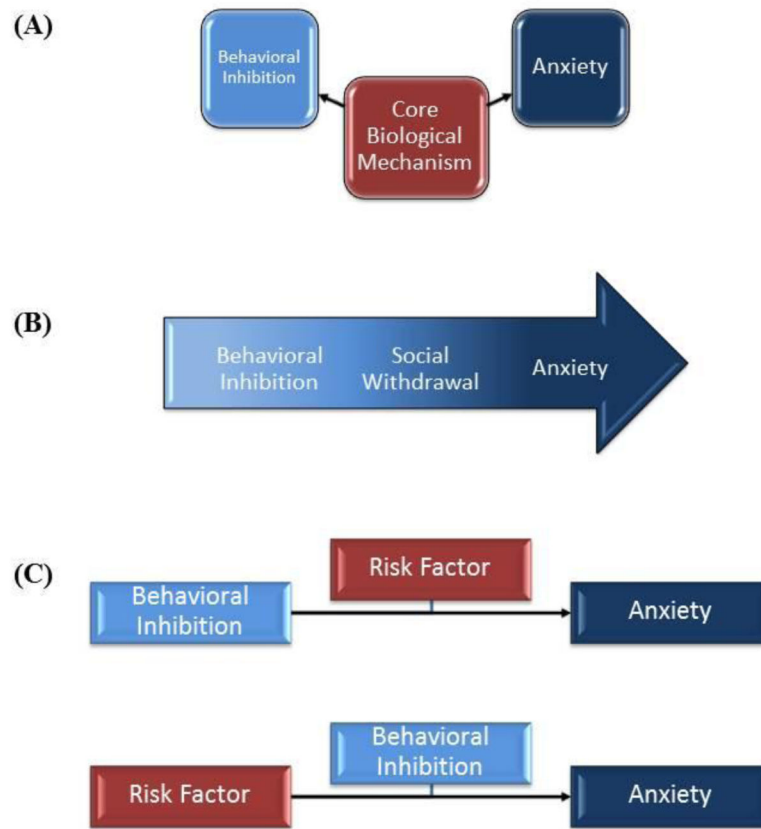 (A)
Behavioral
Inhibition
Anxiety
Core
Biological
Mechanism
(B)
Behavioral
Inhibition
Social
Withdrawal
Anxiety
(C)
Risk Factor
Behavioral
Inhibition
Anxiety
Behavioral
Inhibition
Risk Factor
Anxiety